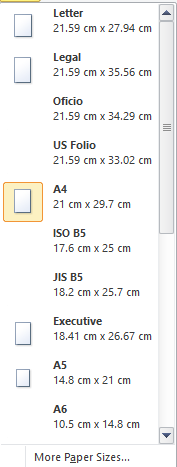 Letter
21.59 cm x 27.94 cm
Legal
21.59 cm x 35.56 cm
Oficio
21.59 cm x 34.29 cm
US Folio
21.59 cm x 33.02 cm
A4
21 cm x 29.7 cm
ISO B5
17.6 cm x 25 cm
JIS B5
18.2 cm x 25.7 cm
Executive
18.41 cm x 26.67 cm
A5
14.8 cm x 21 cm
A6
10.5 cm x 14.8 cm
More Paper Sizes...